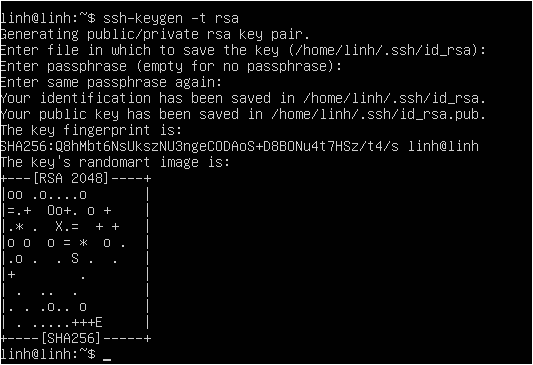 linh@linh:~$ ssh-keygen -t rsa
Generating public/private rsa key pair.
Enter file in which to save the key (/home/linh/.ssh/id_rsa):
Enter passphrase (empty for no passphrase):
Enter same passphrase again:
Your identification has been saved in /home/linh/.ssh/id_rsa.
Your public key has been saved in /home/linh/.ssh/id_rsa.pub.
The key fingerprint is:
SHA256:Q8hMbt6NsUkszNU3ngeCODAoS+D8BONu4t7HSz/t4/s linh@linh
The key's randomart image is:
+---[RSA 2048]----+
|oo .o....o       |
|=.+  Oo+. o +    |
|.* .  X.=  + +   |
|o o  o = *  o .  |
|.o .  . S .  .   |
|+        .       |
| .  ..  .        |
|. . .o.. o       |
| . .....+++E     |
+----[SHA256]-----+
linh@linh:~$ _